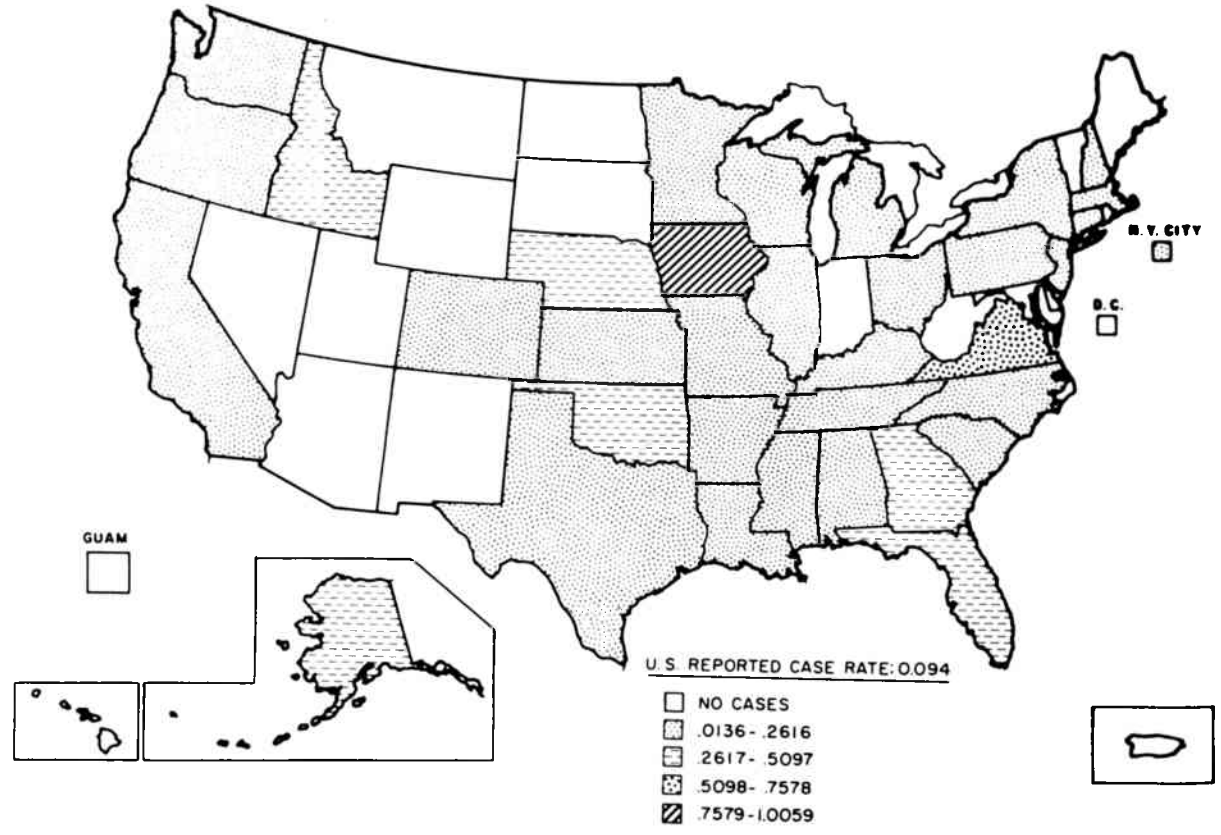 N.Y. CITY
D.C.
GUAM
U.S. REPORTED CASE RATE: 0.094
NO CASES
.0136-.2616
.2617-.5097
.5098-.7578
.7579-1.0059